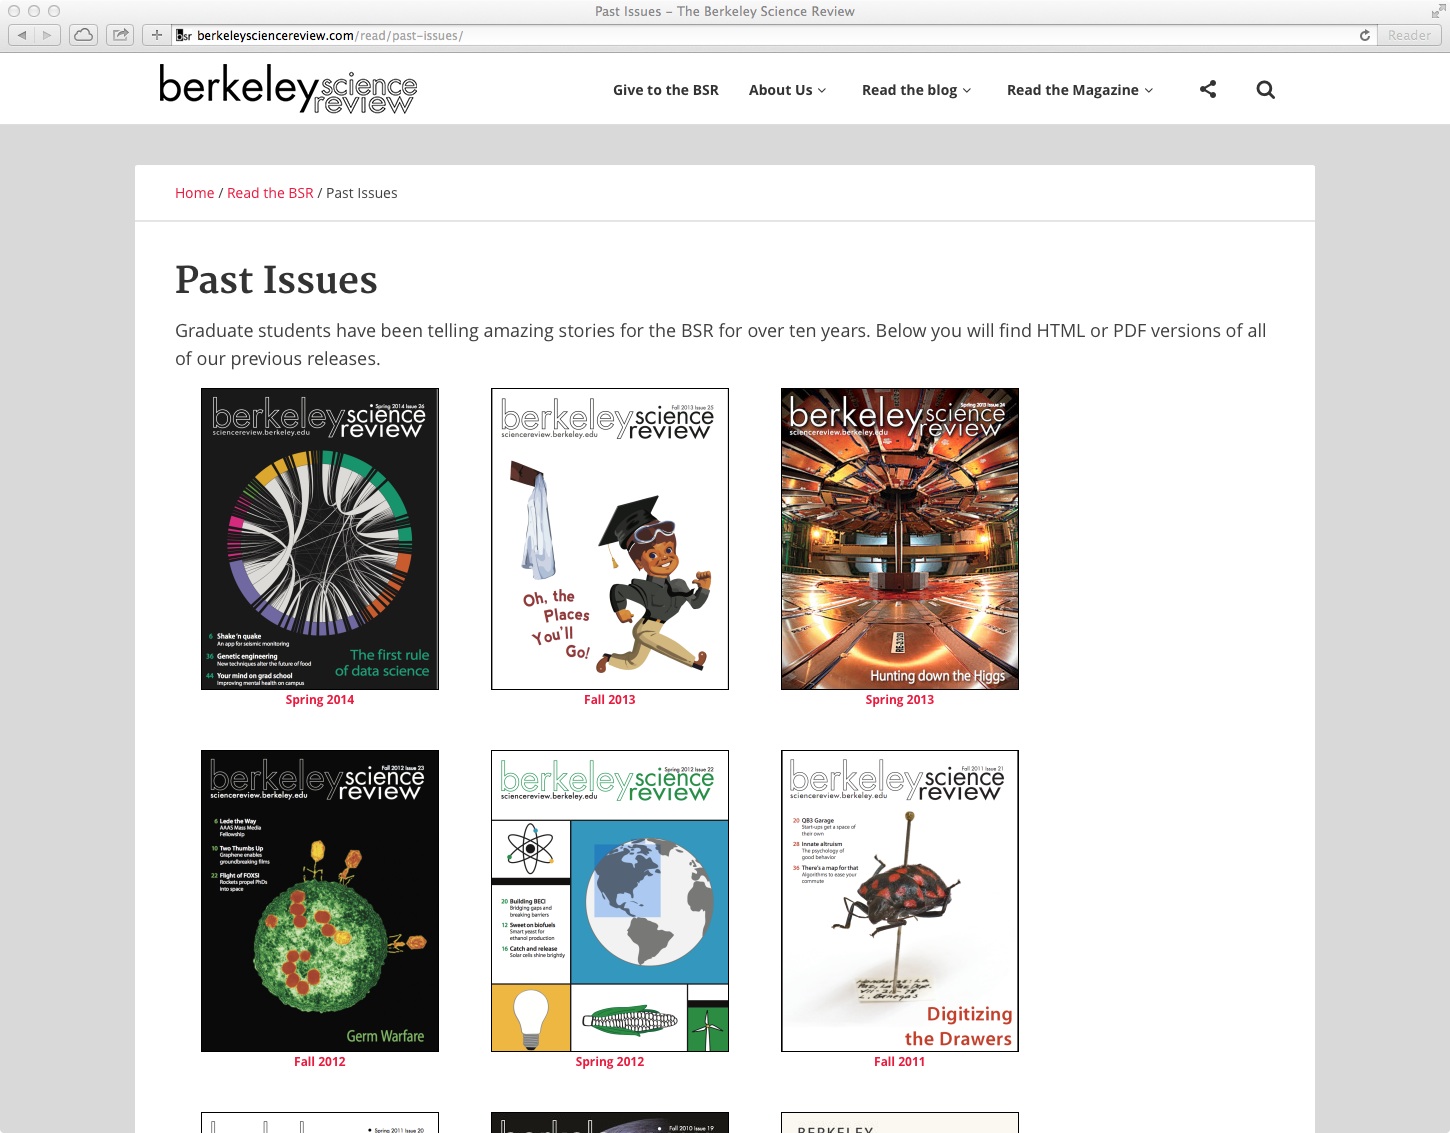 Past Issues – The Berkeley Science Review
Bsr berkeleysciencereview.com/read/past-issues/
Reader
berkeley science review
Give to the BSR
About Us
Read the blog
Read the Magazine
Home / Read the BSR / Past Issues
Past Issues
Graduate students have been telling amazing stories for the BSR for over ten years. Below you will find HTML or PDF versions of all
of our previous releases.
Spring 2014 Issue 26
berkeley science review
sciencereview.berkeley.edu
6 Shake 'n quake
An app for seismic monitoring
36 Genetic engineering
New techniques alter the future of food
44 Your mind on grad school
Improving mental health on campus
The first rule
of data science
Spring 2014
Fall 2013 Issue 25
berkeley science review
sciencereview.berkeley.edu
Oh, the
Places
You'll
Go!
Fall 2013
Spring 2013 Issue 24
berkeley science review
sciencereview.berkeley.edu
Hunting down the Higgs
Spring 2013
Fall 2012 Issue 23
berkeley science review
sciencereview.berkeley.edu
6 Lede the Way
AAAS Mass Media
Fellowship
10 Two Thumbs Up
Graphene enables
groundbreaking films
22 Flight of FOXSI
Rockets propel PhDs
into space
Germ Warfare
Fall 2012
Spring 2012 Issue 22
berkeley science review
sciencereview.berkeley.edu
20 Building BECI
Bridging gaps and
breaking barriers
12 Sweet on biofuels
Smart yeast for
ethanol production
16 Catch and release
Solar cells shine brightly
Spring 2012
Fall 2011 Issue 21
berkeley science review
sciencereview.berkeley.edu
20 QB3 Garage
Start-ups get a space of
their own
28 Innate altruism
The psychology of
good behavior
36 There's a map for that
Algorithms to ease your
commute
Digitizing
the Drawers
Fall 2011
Spring 2011 Issue 20
Fall 2010 Issue 19
BERKELEY